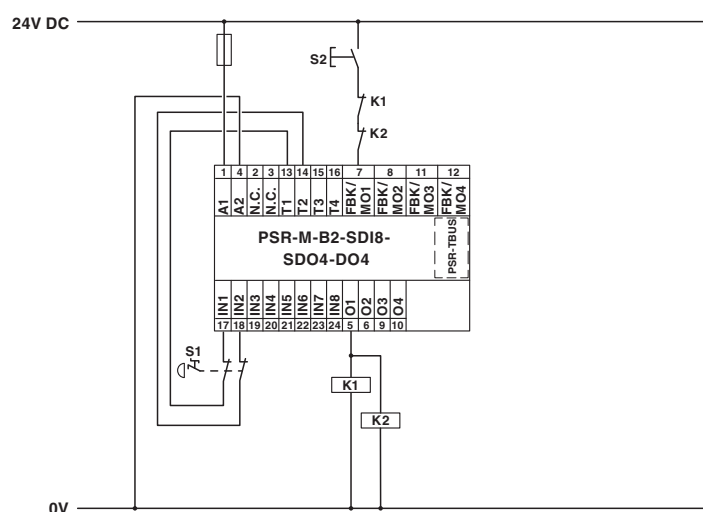 24V DC
S2
K1
K2
1 4 2 3 13 14 15 16 7 8 11 12
A1 A2 N.C. N.C. T1 T2 T3 T4 FBK/MO1 FBK/MO2 FBK/MO3 FBK/MO4
PSR-M-B2-SDI8-
SDO4-DO4
PSR-TBUS
IN1 IN2 IN3 IN4 IN5 IN6 IN7 IN8 O1 O2 O3 O4
17 18 19 20 21 22 23 24 5 6 9 10
S1
K1
K2
0V